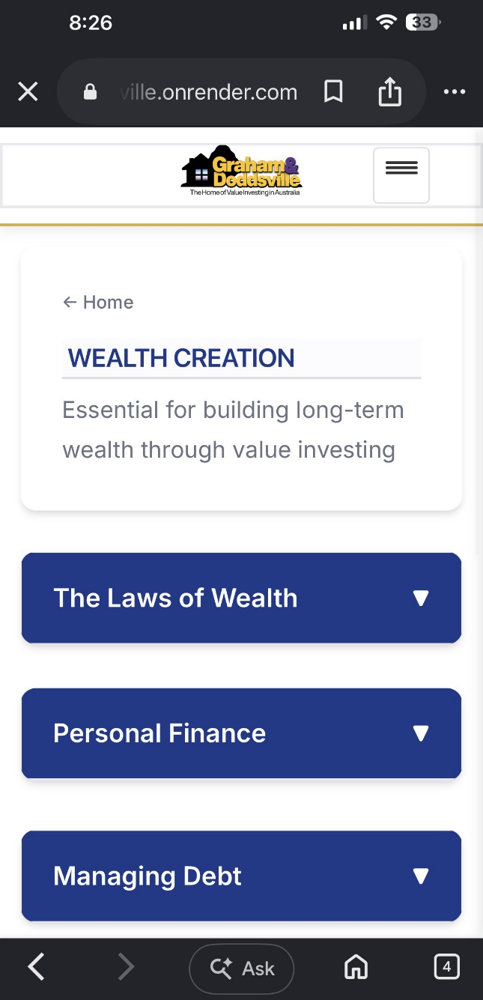 8:26
33
ville.onrender.com
Graham&
Doddsville
The Home of Value Investing in Australia
← Home
WEALTH CREATION
Essential for building long-term
wealth through value investing
The Laws of Wealth
Personal Finance
Managing Debt
Ask
4